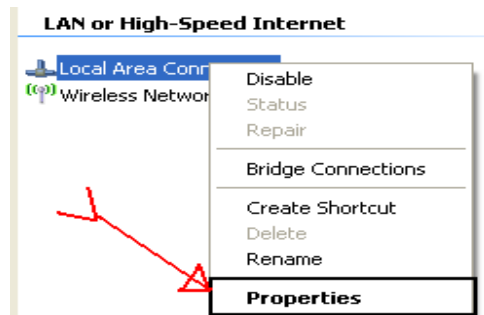 LAN or High-Speed Internet
Local Area Conn
Wireless Networ
Disable
Status
Repair
Bridge Connections
Create Shortcut
Delete
Rename
Properties